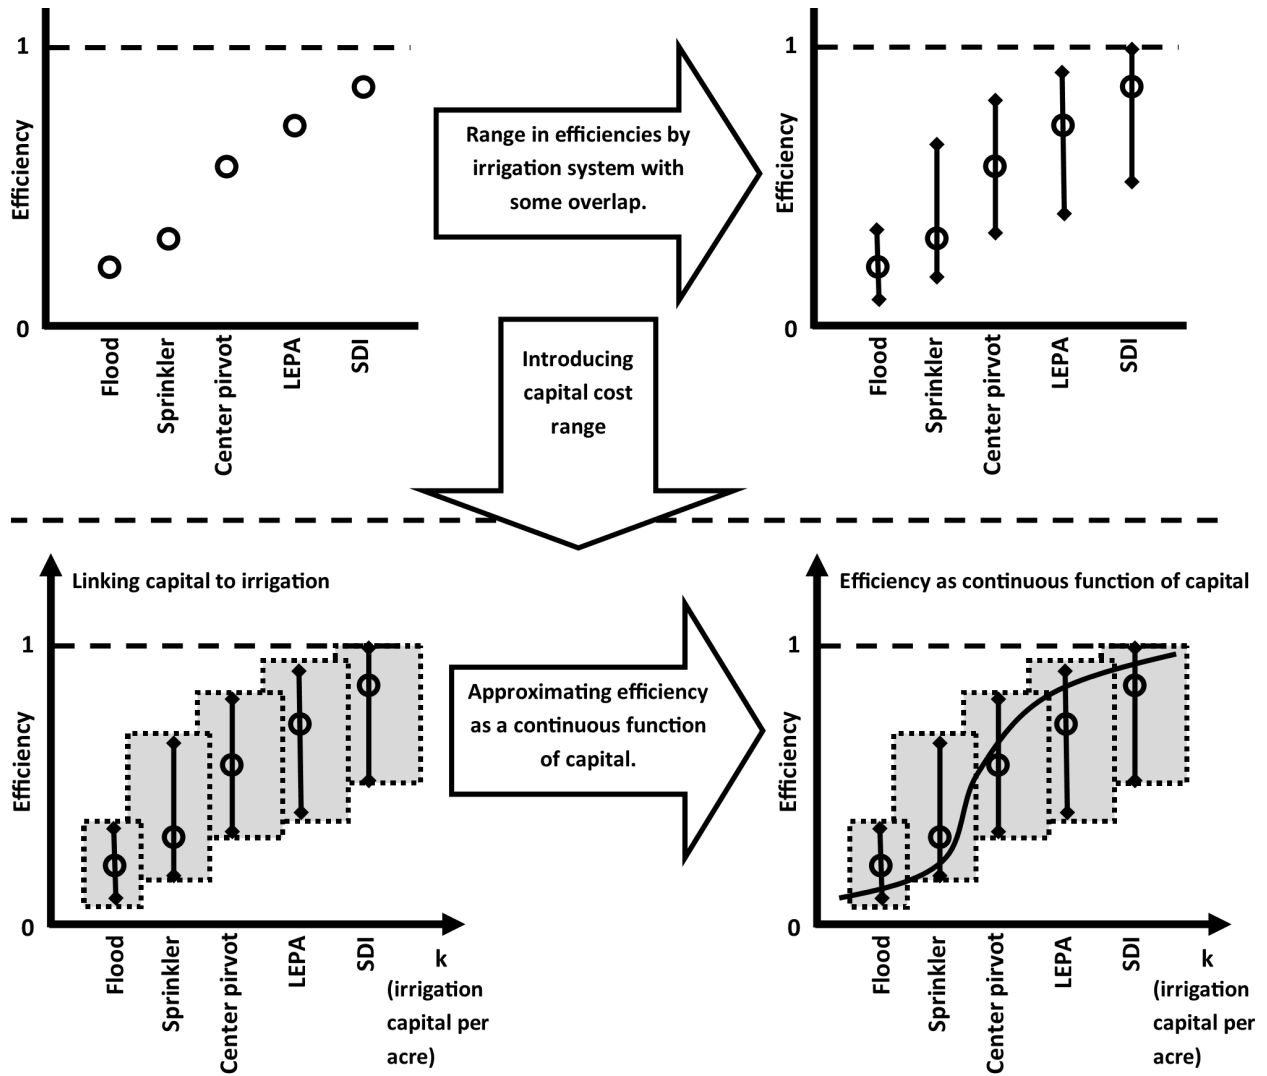 1
Efficiency
0
Flood
Sprinkler
Center pirvot
LEPA
SDI
Range in efficiencies by
irrigation system with
some overlap.
1
Efficiency
0
Flood
Sprinkler
Center pirvot
LEPA
SDI
Introducing
capital cost
range
Linking capital to irrigation
1
Efficiency
0
Flood
Sprinkler
Center pirvot
LEPA
SDI
k
(irrigation
capital per
acre)
Approximating efficiency
as a continuous function
of capital.
Efficiency as continuous function of capital
1
Efficiency
0
Flood
Sprinkler
Center pirvot
LEPA
SDI
k
(irrigation
capital per
acre)